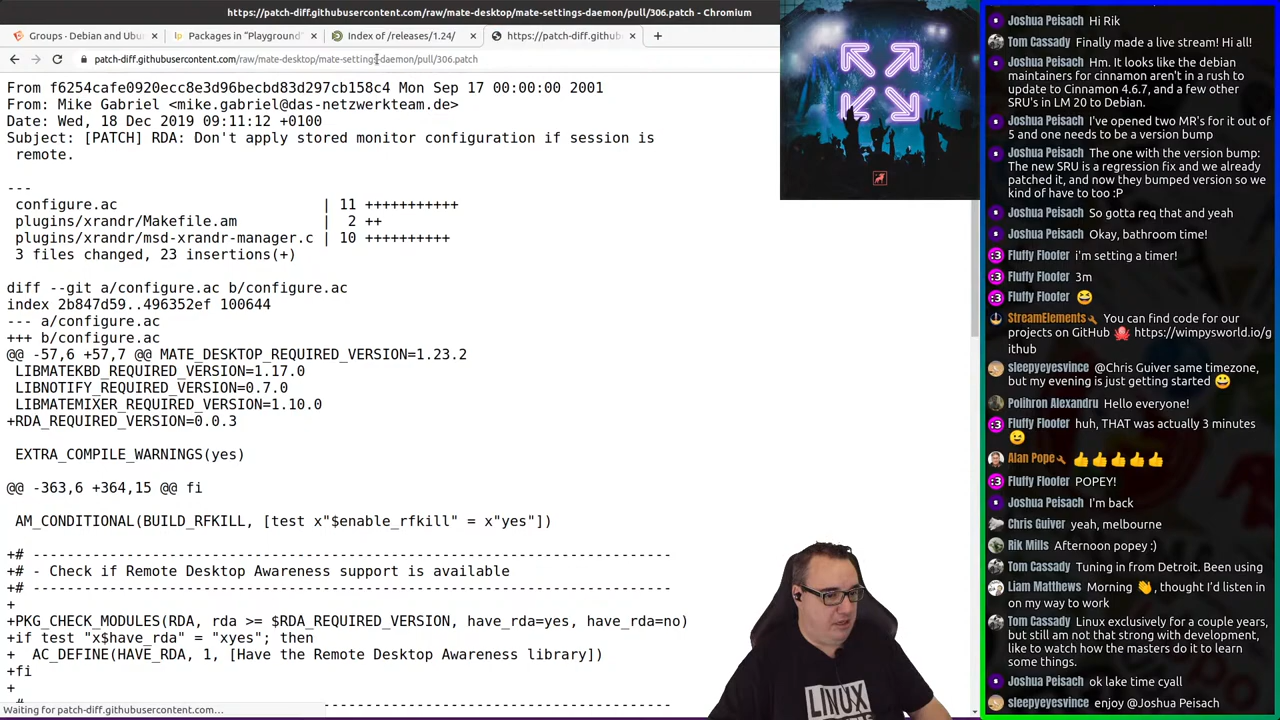 https://patch-diff.githubusercontent.com/raw/mate-desktop/mate-settings-daemon/pull/306.patch - Chromium
Groups - Debian and Ubu
Packages in “Playground”
Index of /releases/1.24/
https://patch-diff.githubu
patch-diff.githubusercontent.com/raw/mate-desktop/mate-settings-daemon/pull/306.patch
From f6254cafe0920ecc8e3d96becbd83d297cb158c4 Mon Sep 17 00:00:00 2001
From: Mike Gabriel <mike.gabriel@das-netzwerkteam.de>
Date: Wed, 18 Dec 2019 09:11:12 +0100
Subject: [PATCH] RDA: Don't apply stored monitor configuration if session is
remote.
---
configure.ac | 11 +++++++++++
plugins/xrandr/Makefile.am | 2 ++
plugins/xrandr/msd-xrandr-manager.c | 10 ++++++++++
3 files changed, 23 insertions(+)
diff --git a/configure.ac b/configure.ac
index 2b847d59..496352ef 100644
--- a/configure.ac
+++ b/configure.ac
@@ -57,6 +57,7 @@ MATE_DESKTOP_REQUIRED_VERSION=1.23.2
LIBMATEKBD_REQUIRED_VERSION=1.17.0
LIBNOTIFY_REQUIRED_VERSION=0.7.0
LIBMATEMIXER_REQUIRED_VERSION=1.10.0
+RDA_REQUIRED_VERSION=0.0.3
EXTRA_COMPILE_WARNINGS(yes)
@@ -363,6 +364,15 @@ fi
AM_CONDITIONAL(BUILD_RFKILL, [test x"$enable_rfkill" = x"yes"])
+# ---------------------------------------------------------------------------
+# - Check if Remote Desktop Awareness support is available
+# ---------------------------------------------------------------------------
+
+PKG_CHECK_MODULES(RDA, rda >= $RDA_REQUIRED_VERSION, have_rda=yes, have_rda=no)
+if test "x$have_rda" = "xyes"; then
+  AC_DEFINE(HAVE_RDA, 1, [Have the Remote Desktop Awareness library])
+fi
+
Waiting for patch-diff.githubusercontent.com…
LINUX
Joshua Peisach Hi Rik
Tom Cassady Finally made a live stream! Hi all!
Joshua Peisach Hm. It looks like the debian
maintainers for cinnamon aren't in a rush to
update to Cinnamon 4.6.7, and a few other
SRU's in LM 20 to Debian.
Joshua Peisach I've opened two MR's for it out of
5 and one needs to be a version bump
Joshua Peisach The one with the version bump:
The new SRU is a regression fix and we already
patched it, and now they bumped version so we
kind of have to too :P
Joshua Peisach So gotta req that and yeah
Joshua Peisach Okay, bathroom time!
:3 Fluffy Floofer i'm setting a timer!
:3 Fluffy Floofer 3m
:3 Fluffy Floofer 😆
StreamElements You can find code for our
projects on GitHub 🐙 https://wimpysworld.io/g
ithub
sleepyeyesvince @Chris Guiver same timezone,
but my evening is just getting started 😀
Polihron Alexandru Hello everyone!
:3 Fluffy Floofer huh, THAT was actually 3 minutes
😉
Alan Pope 👍👍👍👍👍
:3 Fluffy Floofer POPEY!
Joshua Peisach I'm back
Chris Guiver yeah, melbourne
Rik Mills Afternoon popey :)
Tom Cassady Tuning in from Detroit. Been using
Liam Matthews Morning 👋, thought I'd listen in
on my way to work
Tom Cassady Linux exclusively for a couple years,
but still am not that strong with development,
like to watch how the masters do it to learn
some things.
Joshua Peisach ok lake time cyall
sleepyeyesvince enjoy @Joshua Peisach